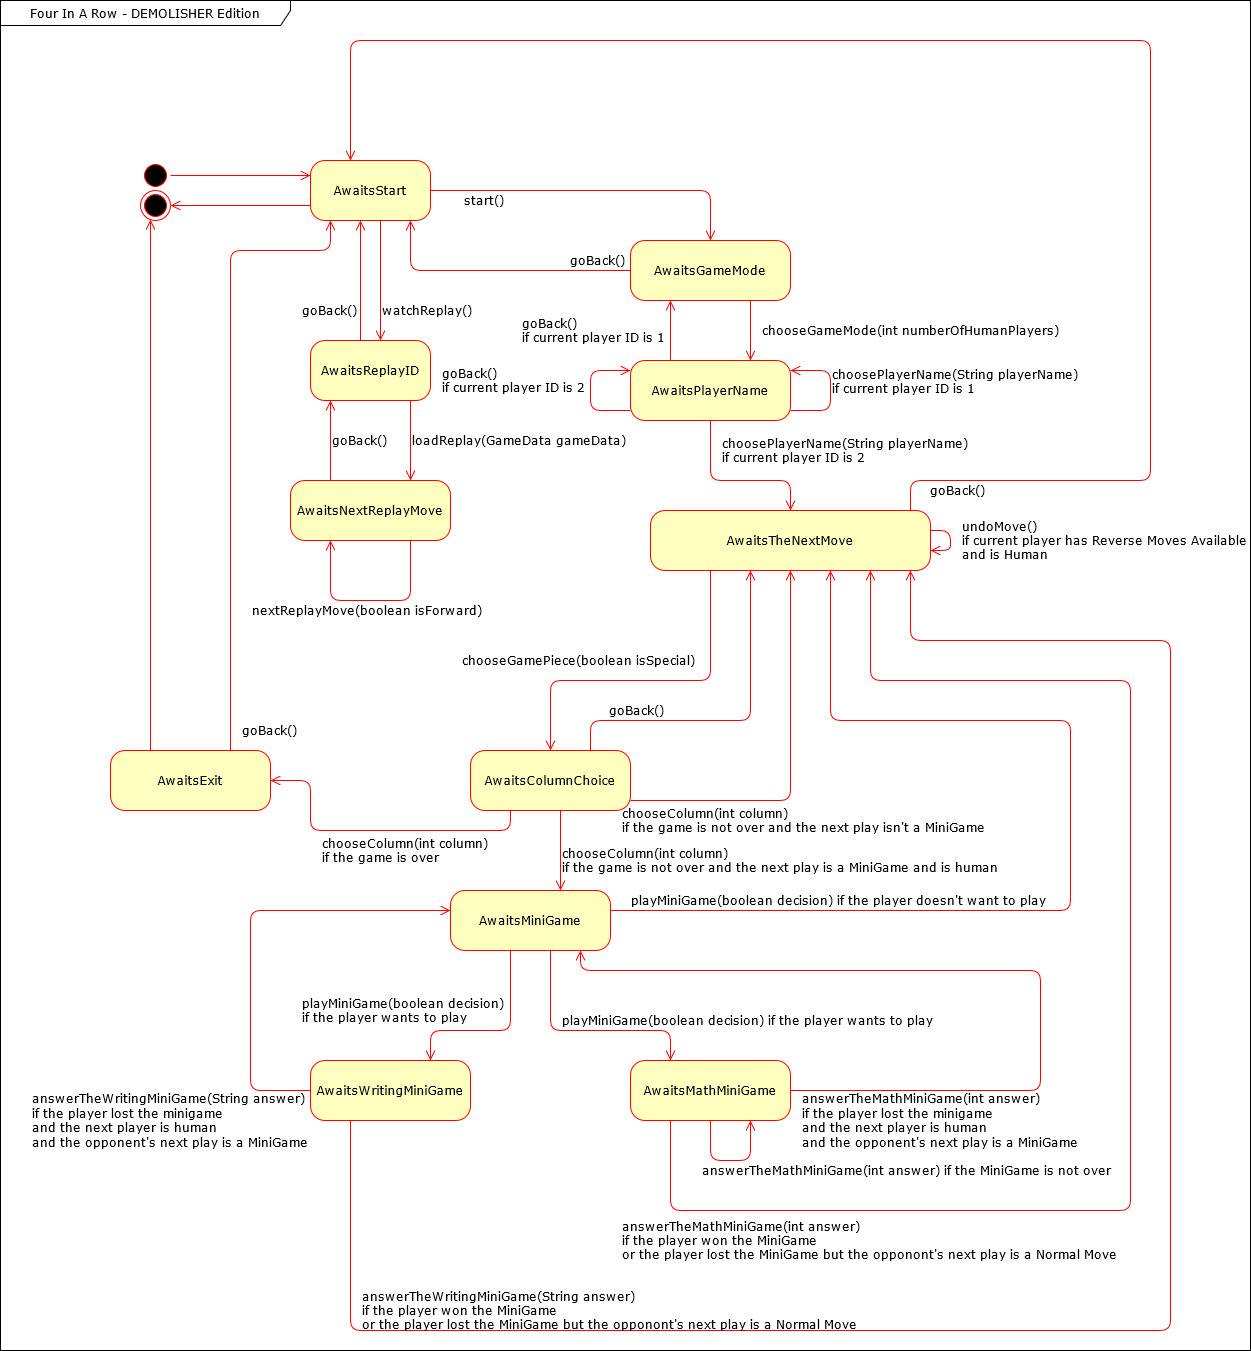 Four In A Row - DEMOLISHER Edition
AwaitsStart
start()
goBack()
AwaitsGameMode
goBack()
watchReplay()
goBack()
if current player ID is 1
chooseGameMode(int numberOfHumanPlayers)
AwaitsReplayID
goBack()
if current player ID is 2
AwaitsPlayerName
choosePlayerName(String playerName)
if current player ID is 1
goBack()
loadReplay(GameData gameData)
choosePlayerName(String playerName)
if current player ID is 2
goBack()
AwaitsNextReplayMove
AwaitsTheNextMove
undoMove()
if current player has Reverse Moves Available
and is Human
nextReplayMove(boolean isForward)
chooseGamePiece(boolean isSpecial)
goBack()
goBack()
AwaitsExit
AwaitsColumnChoice
chooseColumn(int column)
if the game is not over and the next play isn't a MiniGame
chooseColumn(int column)
if the game is over
chooseColumn(int column)
if the game is not over and the next play is a MiniGame and is human
playMiniGame(boolean decision) if the player doesn't want to play
AwaitsMiniGame
playMiniGame(boolean decision)
if the player wants to play
playMiniGame(boolean decision) if the player wants to play
AwaitsWritingMiniGame
AwaitsMathMiniGame
answerTheWritingMiniGame(String answer)
if the player lost the minigame
and the next player is human
and the opponent's next play is a MiniGame
answerTheMathMiniGame(int answer)
if the player lost the minigame
and the next player is human
and the opponent's next play is a MiniGame
answerTheMathMiniGame(int answer) if the MiniGame is not over
answerTheMathMiniGame(int answer)
if the player won the MiniGame
or the player lost the MiniGame but the opponont's next play is a Normal Move
answerTheWritingMiniGame(String answer)
if the player won the MiniGame
or the player lost the MiniGame but the opponont's next play is a Normal Move